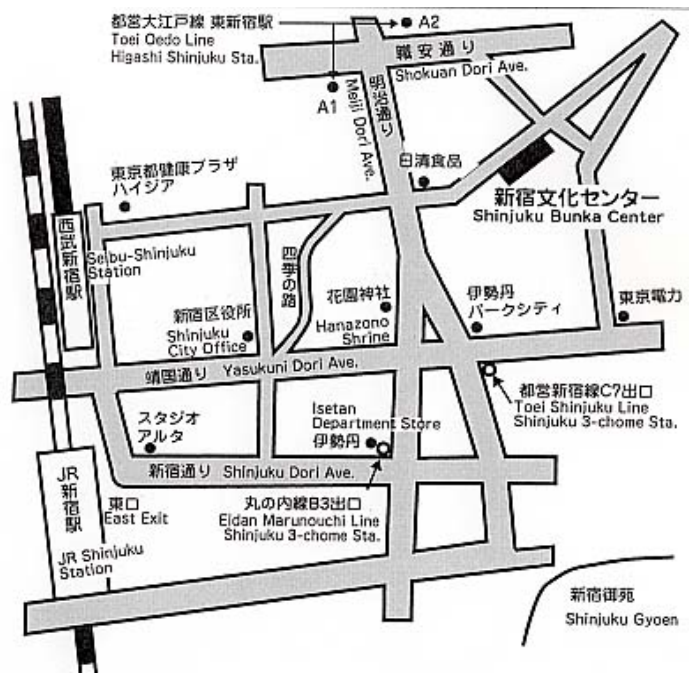 都営大江戸線 東新宿駅
Toei Oedo Line
Higashi Shinjuku Sta.
A2
A1
職安通り
Shokuan Dori Ave.
明治通り
Meiji Dori Ave.
日清食品
新宿文化センター
Shinjuku Bunka Center
東京都健康プラザ
ハイジア
西武新宿駅
Seibu-Shinjuku
Station
四季の路
新宿区役所
Shinjuku
City Office
花園神社
Hanazono
Shrine
伊勢丹
パークシティ
東京電力
靖国通り Yasukuni Dori Ave.
都営新宿線C7出口
Toei Shinjuku Line
Shinjuku 3-chome Sta.
スタジオ
アルタ
Isetan
Department Store
伊勢丹
新宿通り Shinjuku Dori Ave.
JR新宿駅
JR Shinjuku
Station
東口
East Exit
丸の内線B3出口
Eidan Marunouchi Line
Shinjuku 3-chome Sta.
新宿御苑
Shinjuku Gyoen